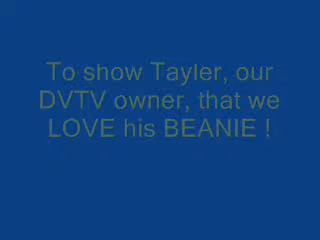 To show Tayler, our
DVTV owner, that we
LOVE his BEANIE !